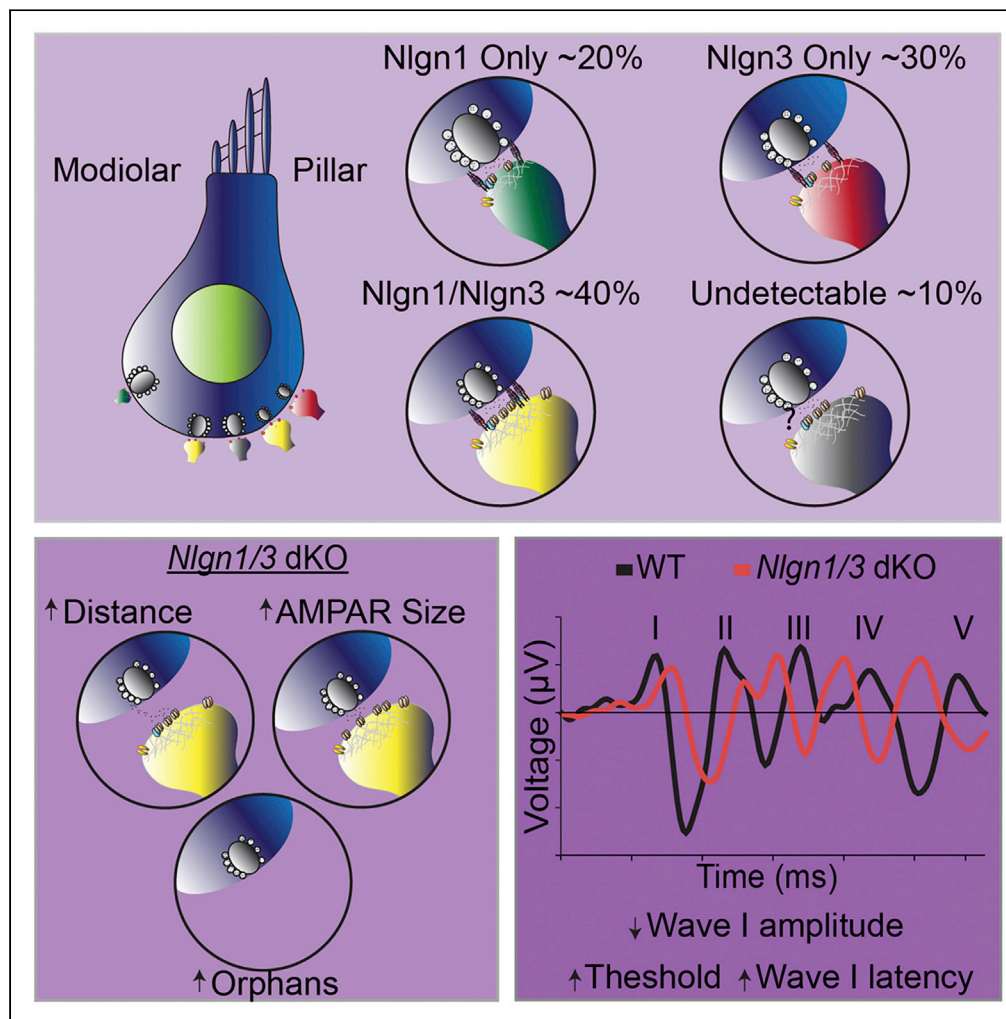 Nlgn1 Only ~20%
Nlgn3 Only ~30%
Modiolar
Pillar
Nlgn1/Nlgn3 ~40%
Undetectable ~10%
?
Nlgn1/3 dKO
↑Distance
↑AMPAR Size
↑Orphans
WT
Nlgn1/3 dKO
I II III IV V
Voltage (µV)
Time (ms)
↓Wave I amplitude
↑Threshold ↑Wave I latency